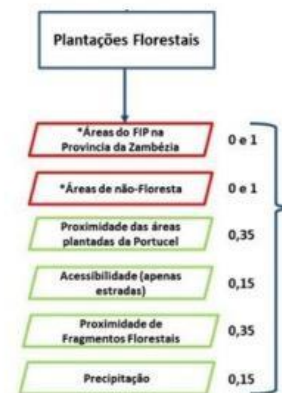 Plantações Florestais
*Áreas do FIP na
Provincia da Zambézia
0 e 1
*Áreas de não-Floresta
0 e 1
Proximidade das áreas
plantadas da Portucel
0,35
Acessibilidade (apenas
estradas)
0,15
Proximidade de
Fragmentos Florestais
0,35
Precipitação
0,15